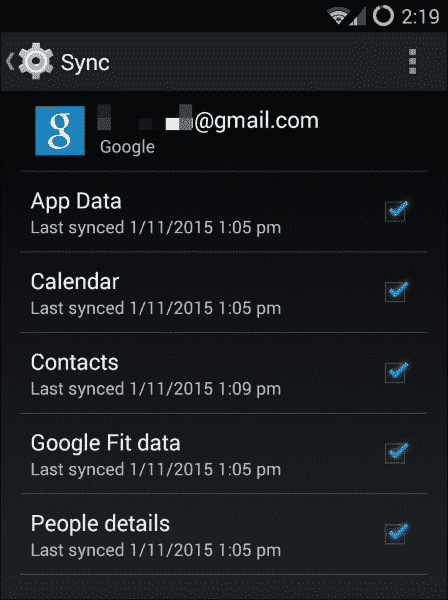 2:19
Sync
@gmail.com
Google
App Data
Last synced 1/11/2015 1:05 pm
Calendar
Last synced 1/11/2015 1:05 pm
Contacts
Last synced 1/11/2015 1:09 pm
Google Fit data
Last synced 1/11/2015 1:05 pm
People details
Last synced 1/11/2015 1:05 pm